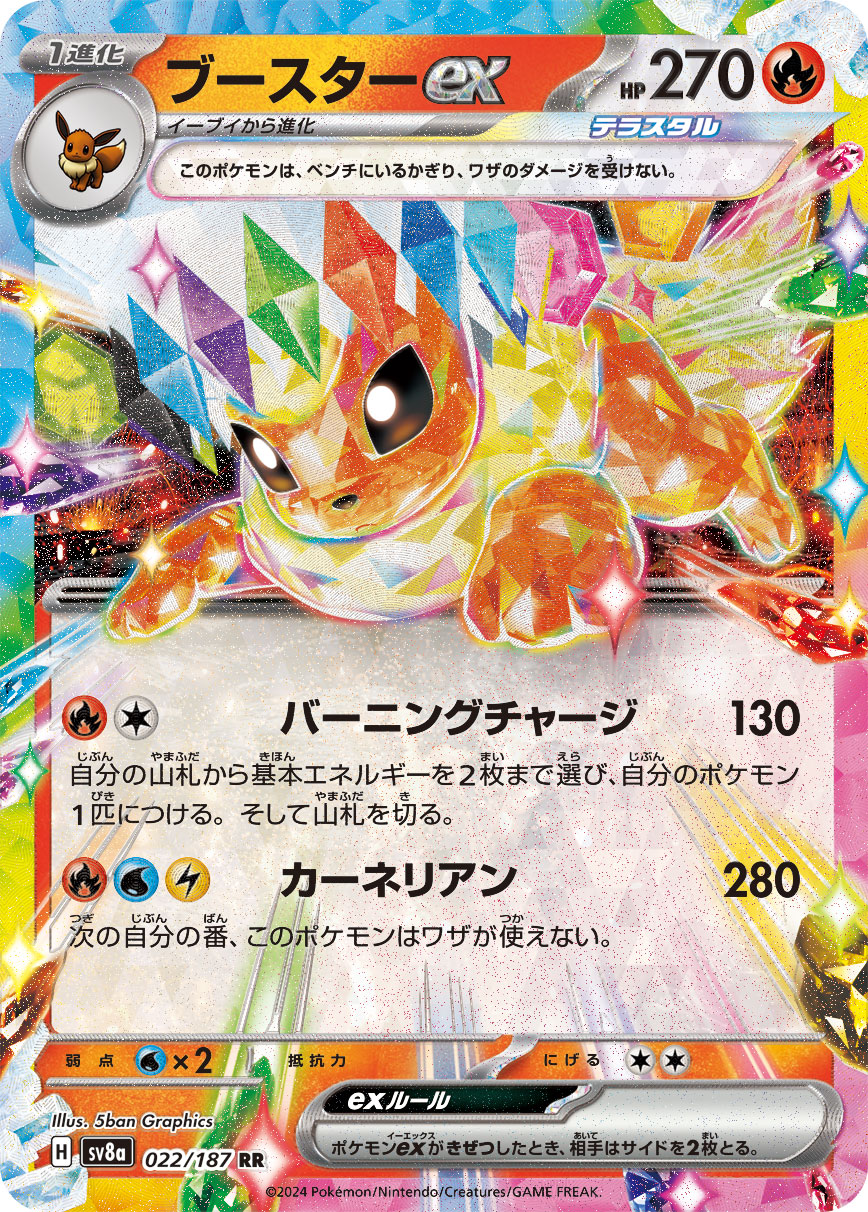 1進化
ブースターex
HP270
イーブイから進化
テラスタル
このポケモンは、ベンチにいるかぎり、ワザのダメージを受けない。
バーニングチャージ 130
自分の山札から基本エネルギーを2枚まで選び、自分のポケモン
1匹につける。そして山札を切る。
カーネリアン 280
次の自分の番、このポケモンはワザが使えない。
弱点 ×2 抵抗力 にげる
exルール
ポケモンexがきぜつしたとき、相手はサイドを2枚とる。
Illus. 5ban Graphics
H sv8a 022/187 RR
©2024 Pokémon/Nintendo/Creatures/GAME FREAK.